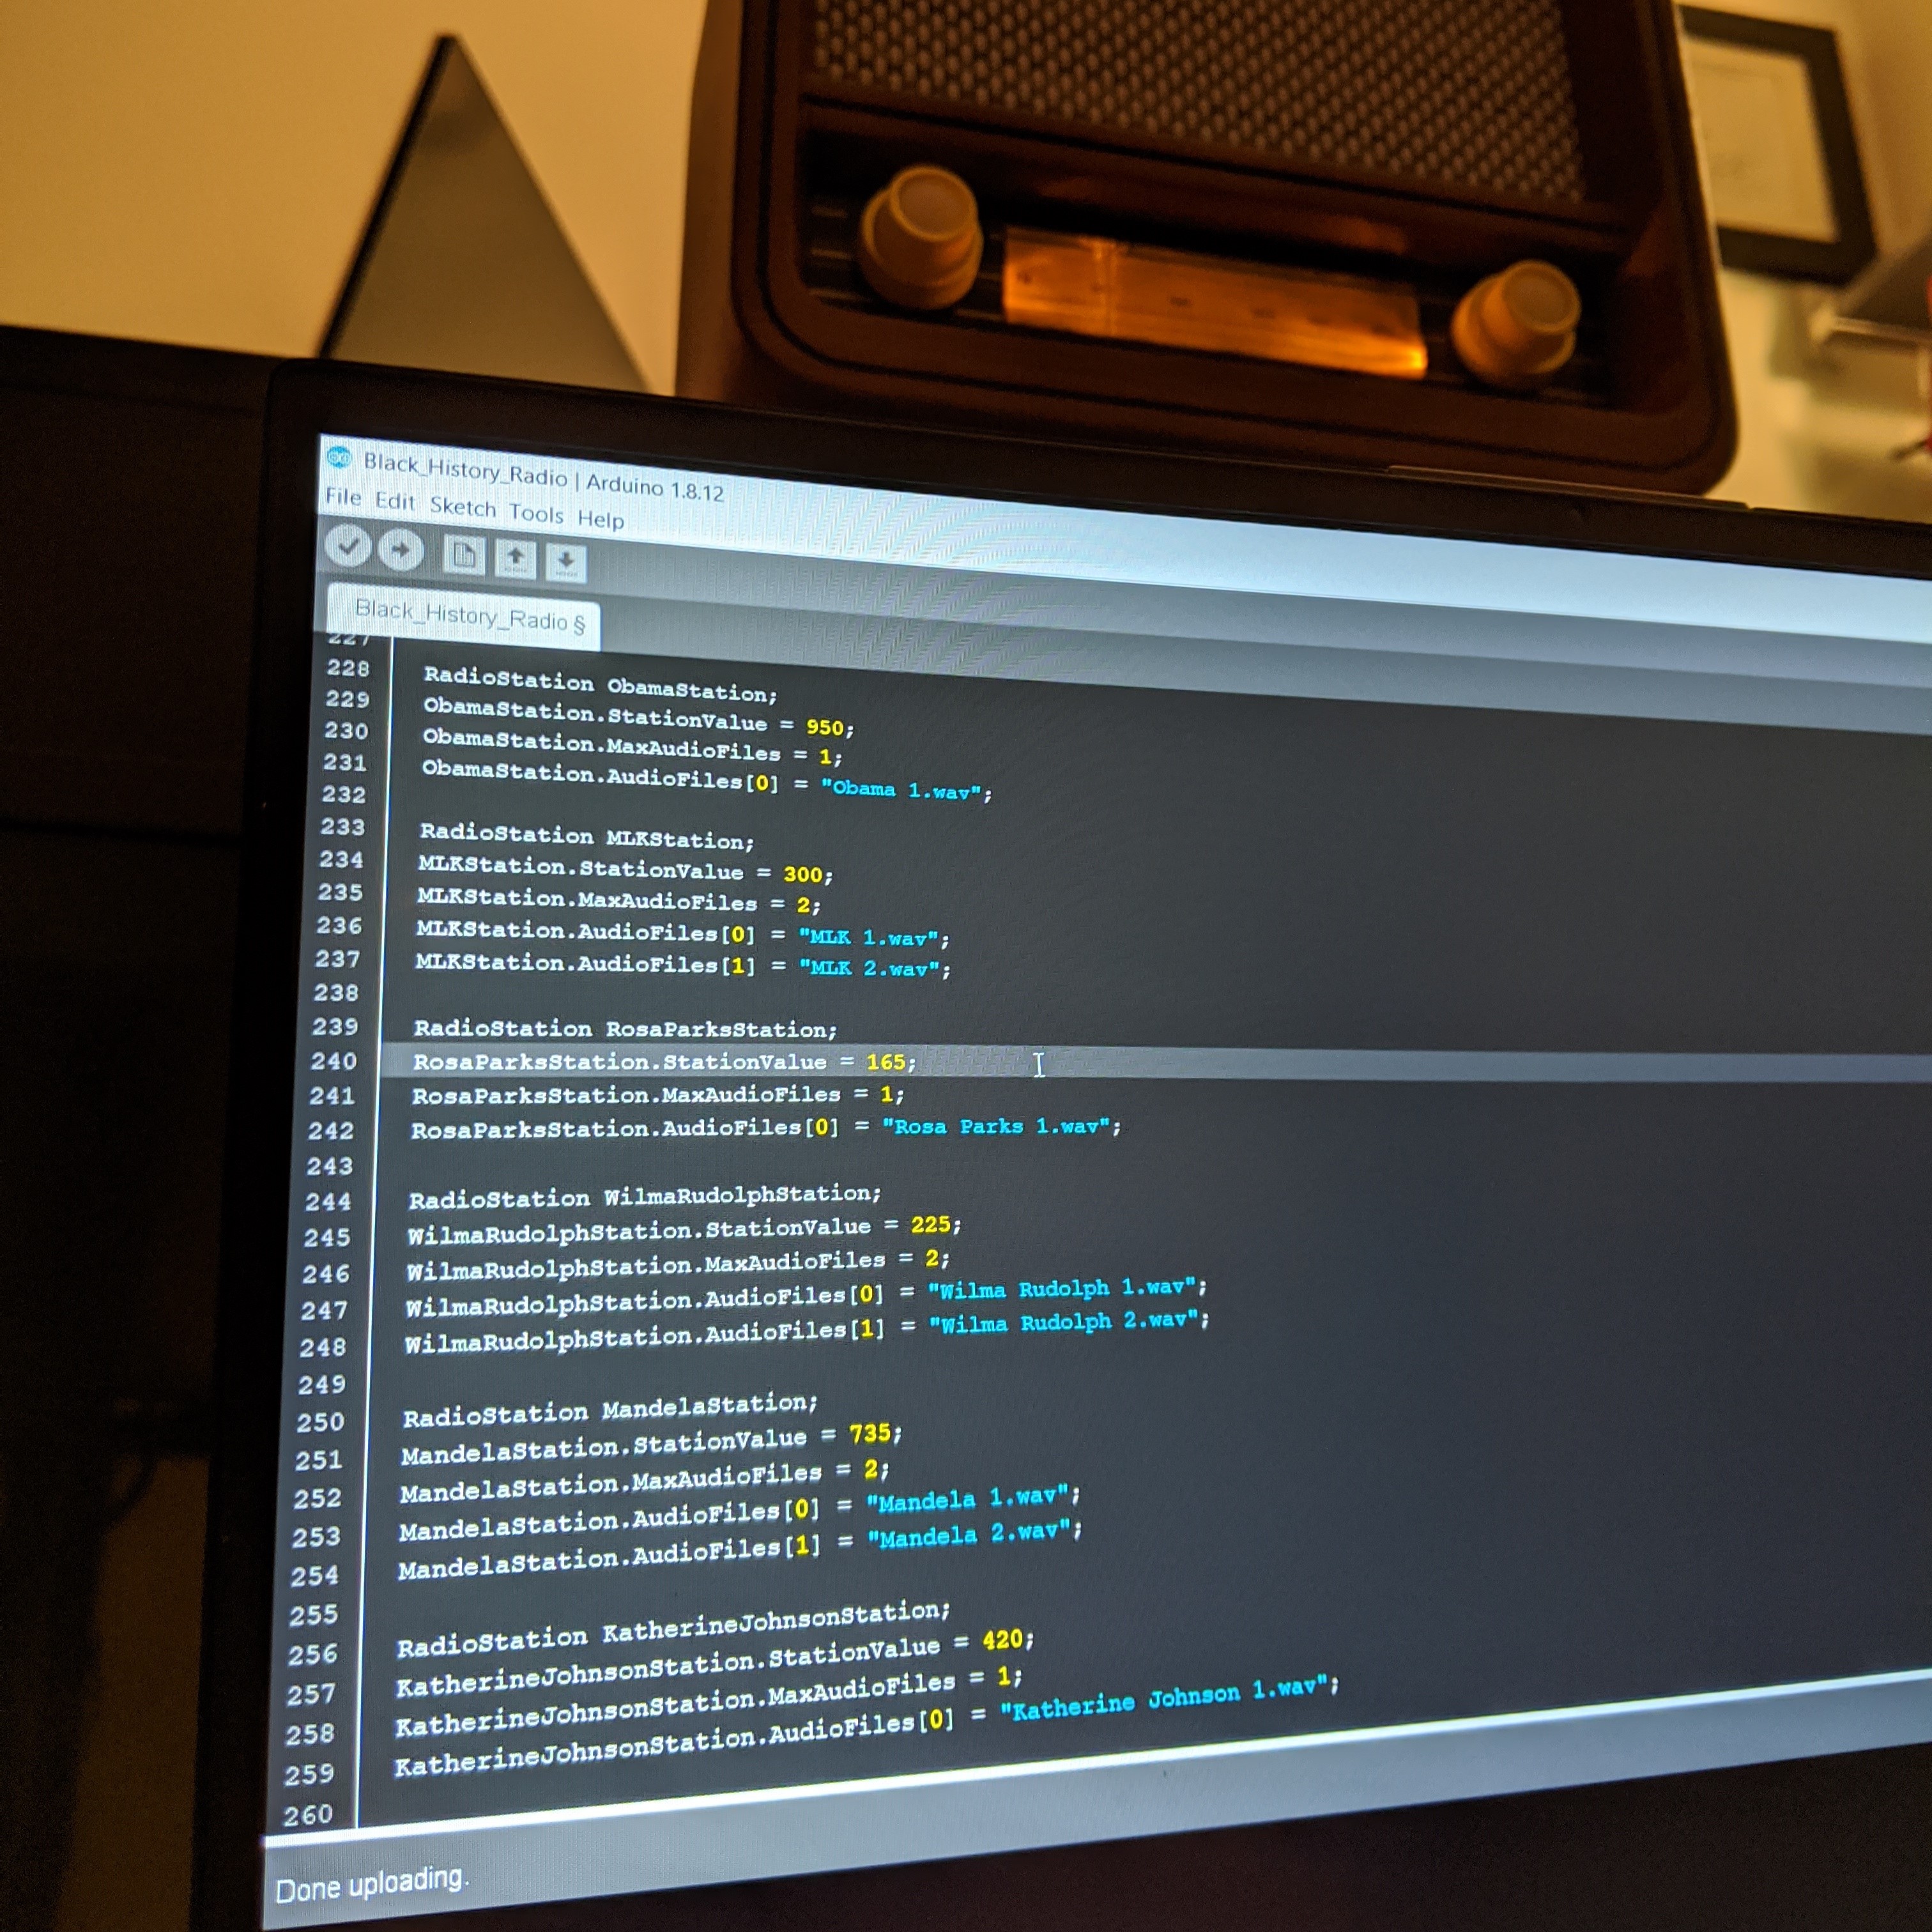 Black_History_Radio | Arduino 1.8.12
File Edit Sketch Tools Help
Black_History_Radio §
227
228 RadioStation ObamaStation;
229 ObamaStation.StationValue = 950;
230 ObamaStation.MaxAudioFiles = 1;
231 ObamaStation.AudioFiles[0] = "Obama 1.wav";
232
233 RadioStation MLKStation;
234 MLKStation.StationValue = 300;
235 MLKStation.MaxAudioFiles = 2;
236 MLKStation.AudioFiles[0] = "MLK 1.wav";
237 MLKStation.AudioFiles[1] = "MLK 2.wav";
238
239 RadioStation RosaParksStation;
240 RosaParksStation.StationValue = 165;
241 RosaParksStation.MaxAudioFiles = 1;
242 RosaParksStation.AudioFiles[0] = "Rosa Parks 1.wav";
243
244 RadioStation WilmaRudolphStation;
245 WilmaRudolphStation.StationValue = 225;
246 WilmaRudolphStation.MaxAudioFiles = 2;
247 WilmaRudolphStation.AudioFiles[0] = "Wilma Rudolph 1.wav";
248 WilmaRudolphStation.AudioFiles[1] = "Wilma Rudolph 2.wav";
249
250 RadioStation MandelaStation;
251 MandelaStation.StationValue = 735;
252 MandelaStation.MaxAudioFiles = 2;
253 MandelaStation.AudioFiles[0] = "Mandela 1.wav";
254 MandelaStation.AudioFiles[1] = "Mandela 2.wav";
255
256 RadioStation KatherineJohnsonStation;
257 KatherineJohnsonStation.StationValue = 420;
258 KatherineJohnsonStation.MaxAudioFiles = 1;
259 KatherineJohnsonStation.AudioFiles[0] = "Katherine Johnson 1.wav";
260
Done uploading.